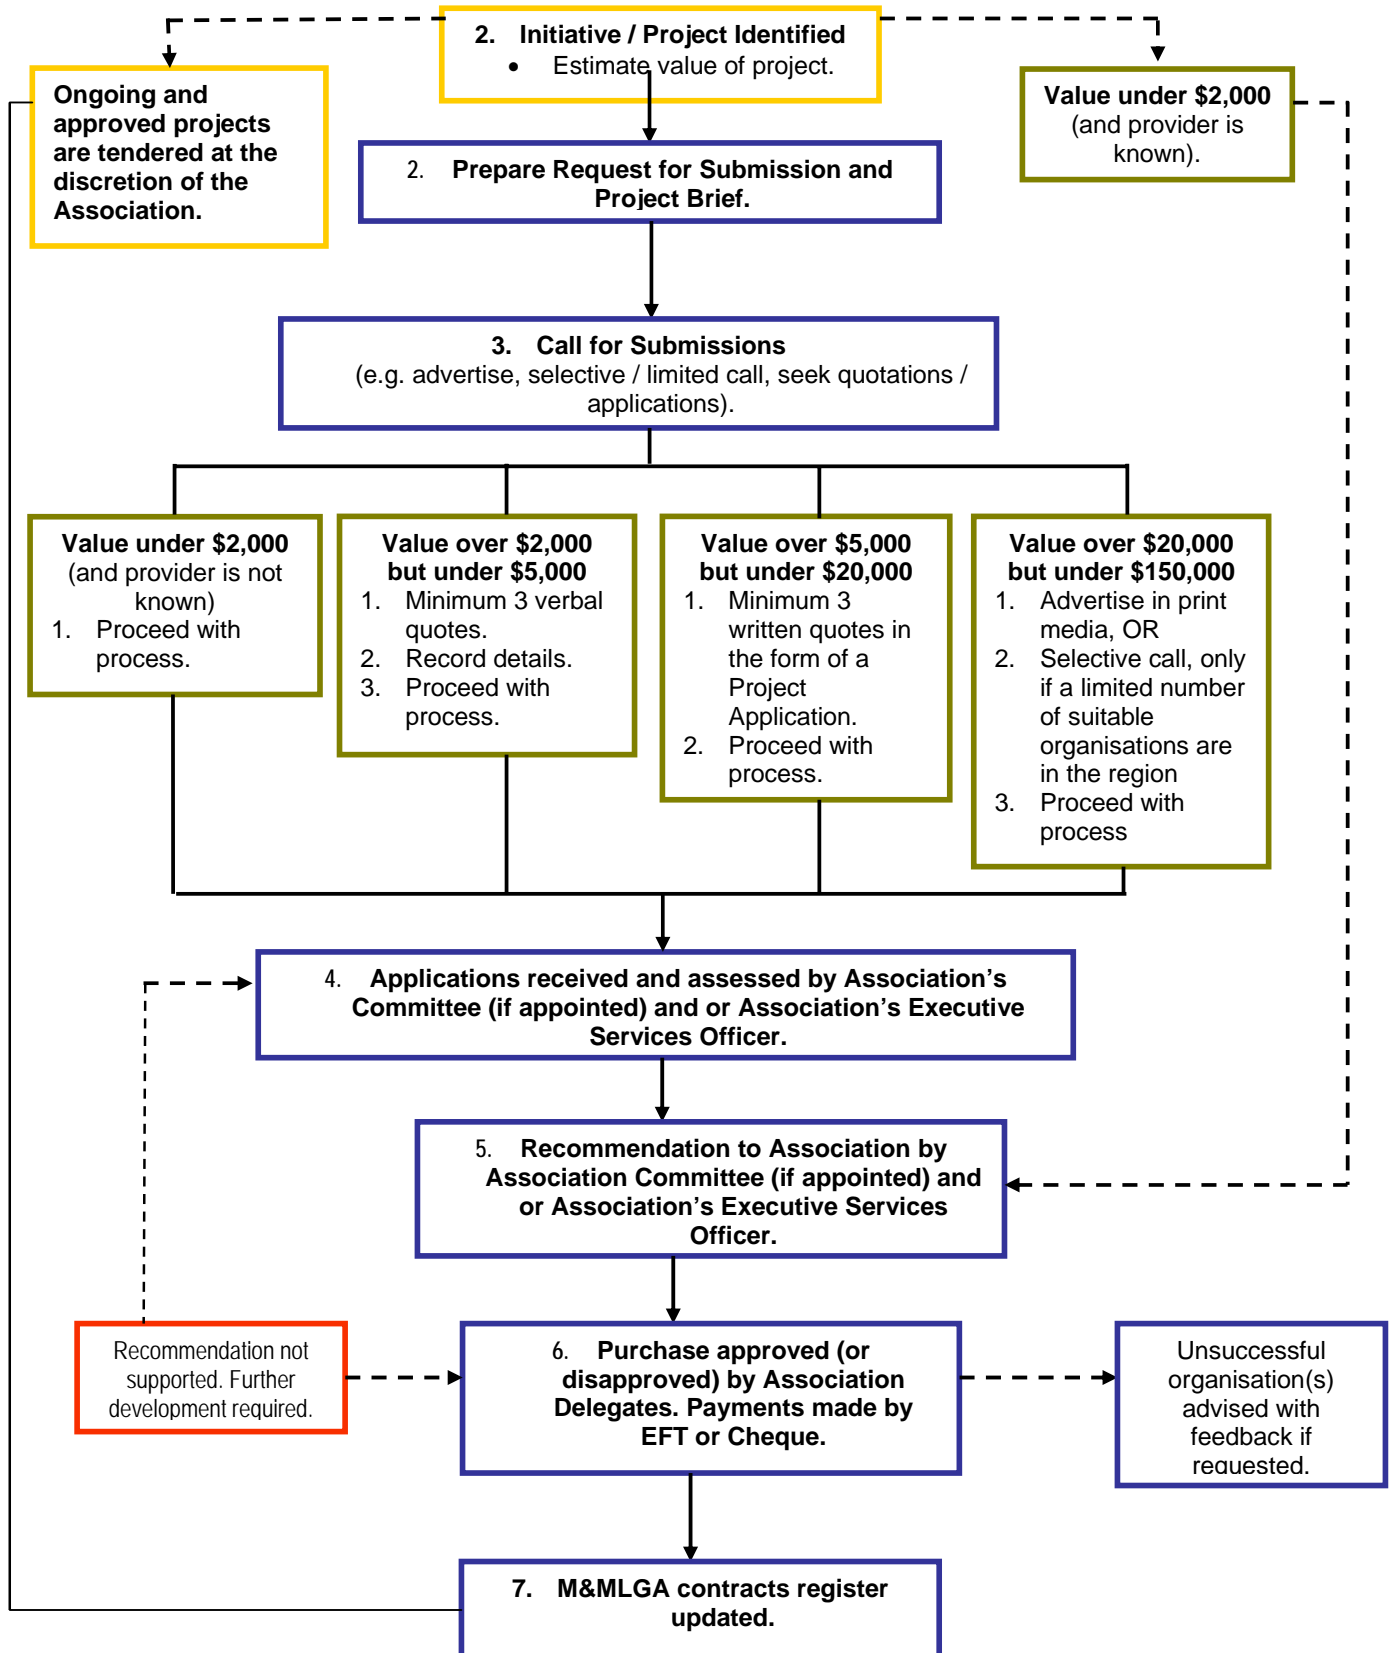 2. Initiative / Project Identified
• Estimate value of project.
Ongoing and
approved projects
are tendered at the
discretion of the
Association.
Value under $2,000
(and provider is
known).
2. Prepare Request for Submission and
Project Brief.
3. Call for Submissions
(e.g. advertise, selective / limited call, seek quotations /
applications).
Value under $2,000
(and provider is not
known)
1. Proceed with
process.
Value over $2,000
but under $5,000
1. Minimum 3 verbal
quotes.
2. Record details.
3. Proceed with
process.
Value over $5,000
but under $20,000
1. Minimum 3
written quotes in
the form of a
Project
Application.
2. Proceed with
process.
Value over $20,000
but under $150,000
1. Advertise in print
media, OR
2. Selective call, only
if a limited number
of suitable
organisations are
in the region
3. Proceed with
process
4. Applications received and assessed by Association’s
Committee (if appointed) and or Association’s Executive
Services Officer.
5. Recommendation to Association by
Association Committee (if appointed) and
or Association’s Executive Services
Officer.
Recommendation not
supported. Further
development required.
6. Purchase approved (or
disapproved) by Association
Delegates. Payments made by
EFT or Cheque.
Unsuccessful
organisation(s)
advised with
feedback if
requested.
7. M&MLGA contracts register
updated.